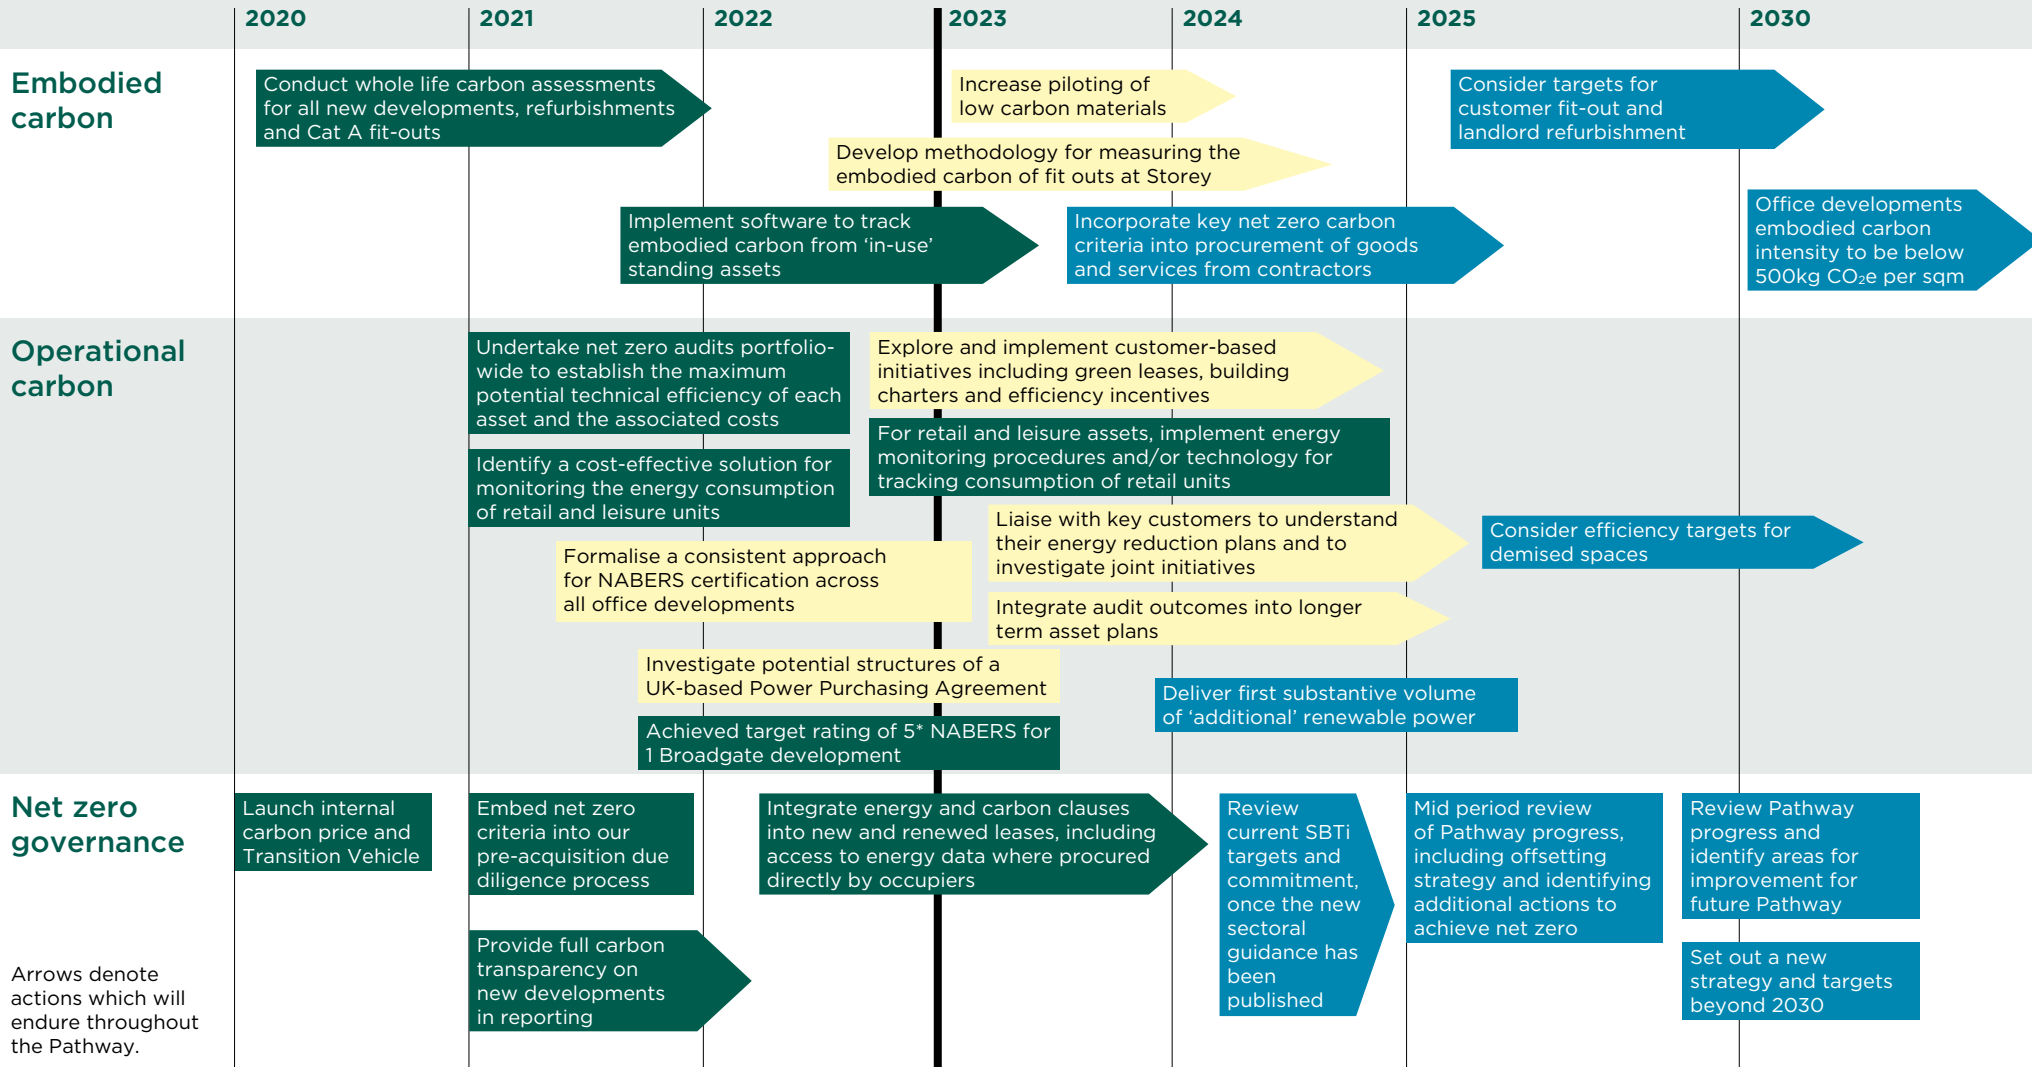 2020
2021
2022
2023
2024
2025
2030
Embodied
carbon
Conduct whole life carbon assessments
for all new developments, refurbishments
and Cat A fit-outs
Increase piloting of
low carbon materials
Consider targets for
customer fit-out and
landlord refurbishment
Develop methodology for measuring the
embodied carbon of fit outs at Storey
Implement software to track
embodied carbon from ‘in-use’
standing assets
Incorporate key net zero carbon
criteria into procurement of goods
and services from contractors
Office developments
embodied carbon
intensity to be below
500kg CO₂e per sqm
Operational
carbon
Undertake net zero audits portfolio-
wide to establish the maximum
potential technical efficiency of each
asset and the associated costs
Explore and implement customer-based
initiatives including green leases, building
charters and efficiency incentives
For retail and leisure assets, implement energy
monitoring procedures and/or technology for
tracking consumption of retail units
Identify a cost-effective solution for
monitoring the energy consumption
of retail and leisure units
Liaise with key customers to understand
their energy reduction plans and to
investigate joint initiatives
Consider efficiency targets for
demised spaces
Formalise a consistent approach
for NABERS certification across
all office developments
Integrate audit outcomes into longer
term asset plans
Investigate potential structures of a
UK-based Power Purchasing Agreement
Deliver first substantive volume
of ‘additional’ renewable power
Achieved target rating of 5* NABERS for
1 Broadgate development
Net zero
governance
Launch internal
carbon price and
Transition Vehicle
Embed net zero
criteria into our
pre-acquisition due
diligence process
Integrate energy and carbon clauses
into new and renewed leases, including
access to energy data where procured
directly by occupiers
Review
current SBTi
targets and
commitment,
once the new
sectoral
guidance has
been
published
Mid period review
of Pathway progress,
including offsetting
strategy and identifying
additional actions to
achieve net zero
Review Pathway
progress and
identify areas for
improvement for
future Pathway
Provide full carbon
transparency on
new developments
in reporting
Set out a new
strategy and targets
beyond 2030
Arrows denote
actions which will
endure throughout
the Pathway.